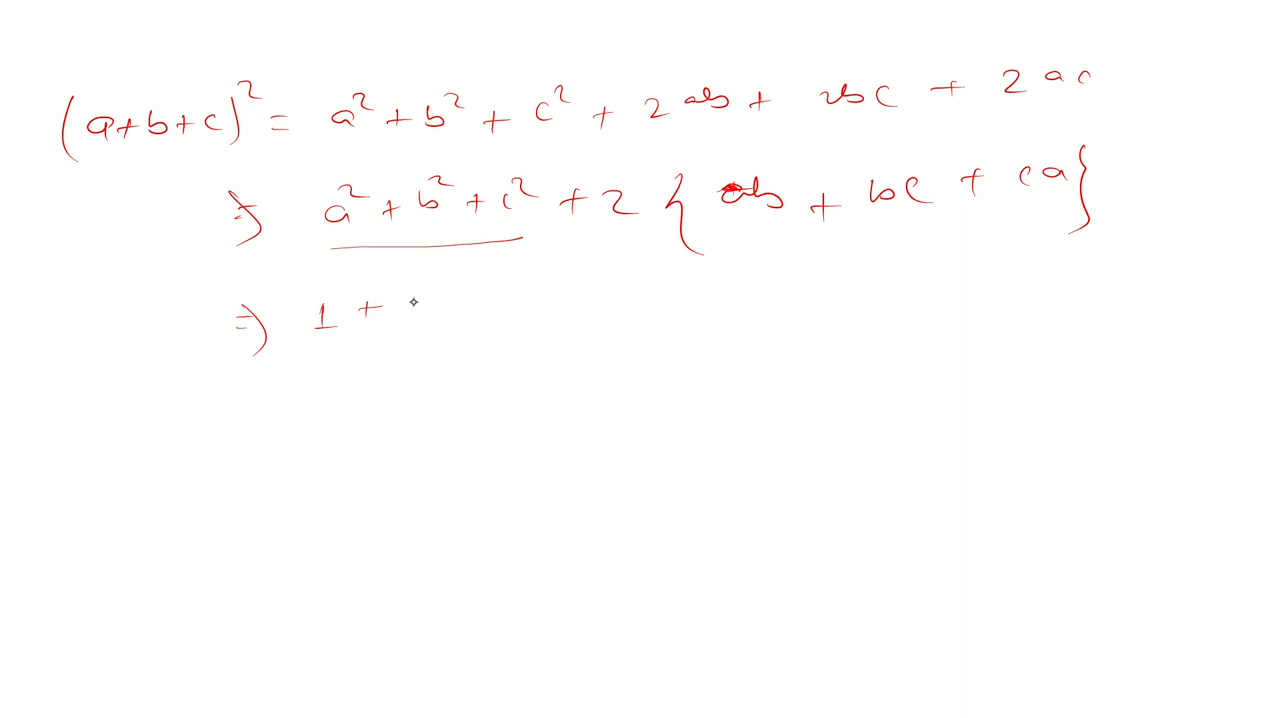 (a+b+c)² = a² + b² + c² + 2ab + 2bc + 2ac
⇒ a² + b² + c² + 2 { ab + bc + ca }
⇒ 1 +